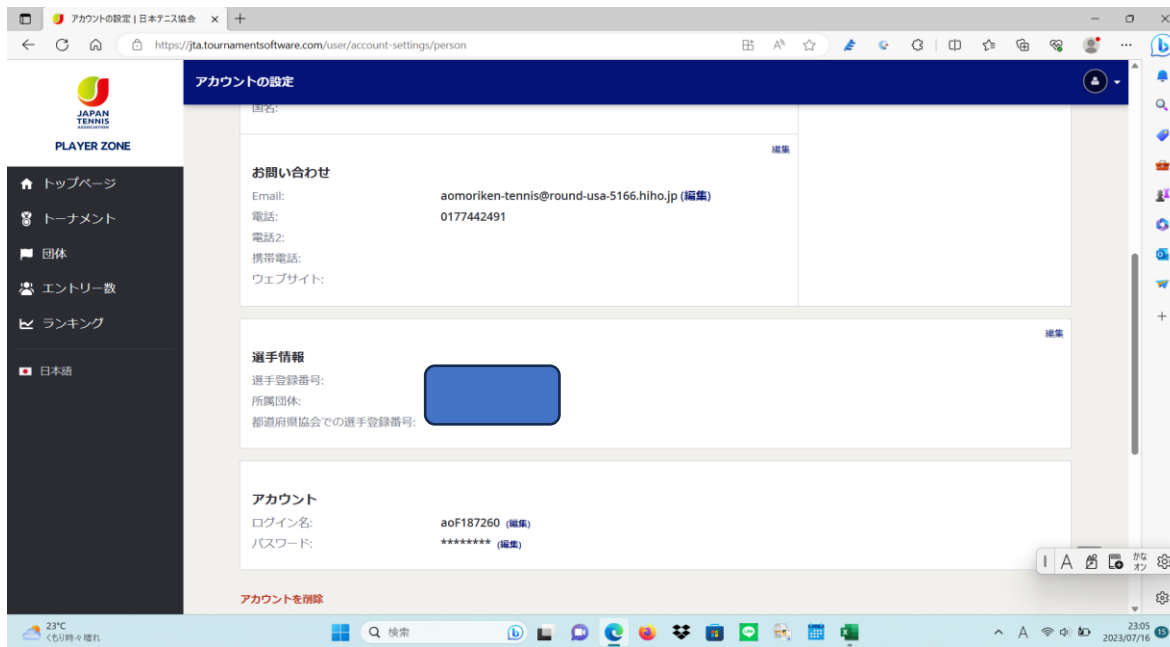 アカウントの設定 | 日本テニス協会
https://jta.tournamentsoftware.com/user/account-settings/person
JAPAN
TENNIS
ASSOCIATION
PLAYER ZONE
トップページ
トーナメント
団体
エントリー数
ランキング
日本語
アカウントの設定
国名:
編集
お問い合わせ
Email: aomoriken-tennis@round-usa-5166.hiho.jp (編集)
電話: 0177442491
電話2:
携帯電話:
ウェブサイト:
編集
選手情報
選手登録番号:
所属団体:
都道府県協会での選手登録番号:
アカウント
ログイン名: aoF187260 (編集)
パスワード: ******** (編集)
アカウントを削除
A かな
オン
23°C
くもり時々晴れ
検索
A
23:05
2023/07/16
15